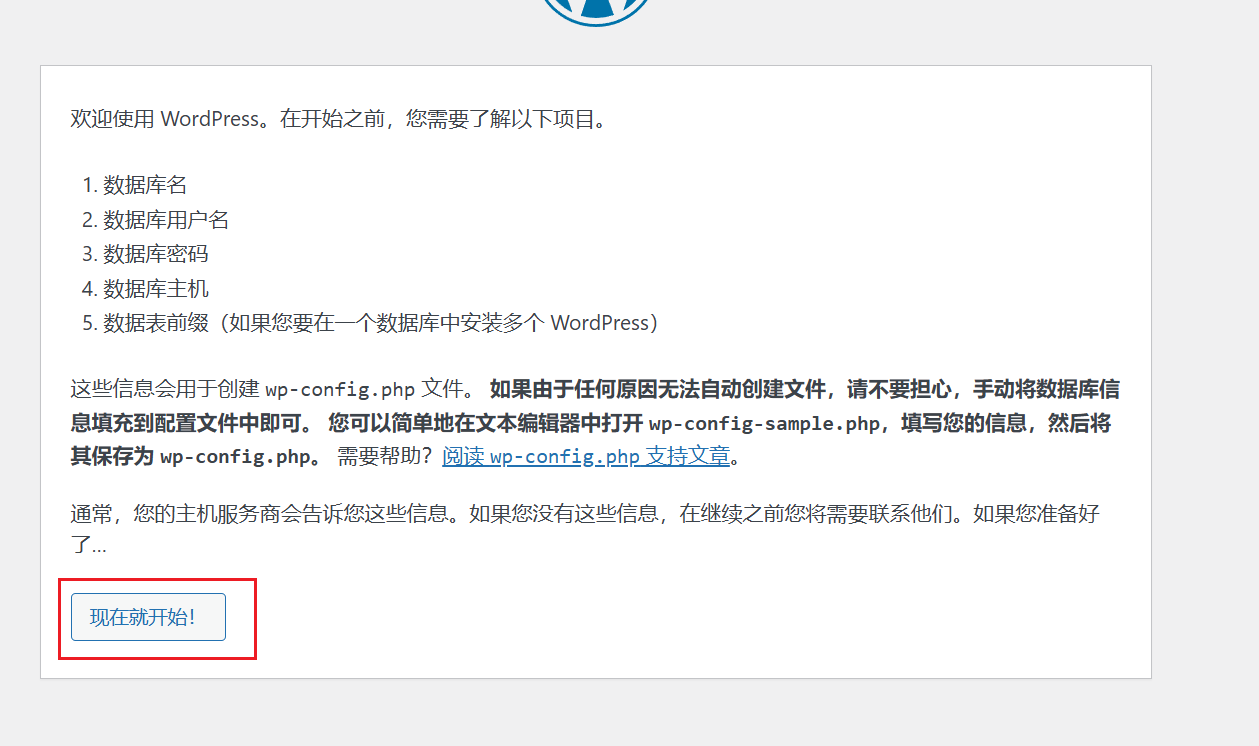 欢迎使用 WordPress。在开始之前，您需要了解以下项目。
1. 数据库名
2. 数据库用户名
3. 数据库密码
4. 数据库主机
5. 数据表前缀（如果您要在一个数据库中安装多个 WordPress）
这些信息会用于创建 wp-config.php 文件。 如果由于任何原因无法自动创建文件，请不要担心，手动将数据库信
息填充到配置文件中即可。 您可以简单地在文本编辑器中打开 wp-config-sample.php，填写您的信息，然后将
其保存为 wp-config.php。 需要帮助？阅读 wp-config.php 支持文章。
通常，您的主机服务商会告诉您这些信息。如果您没有这些信息，在继续之前您将需要联系他们。如果您准备好
了...
现在就开始！